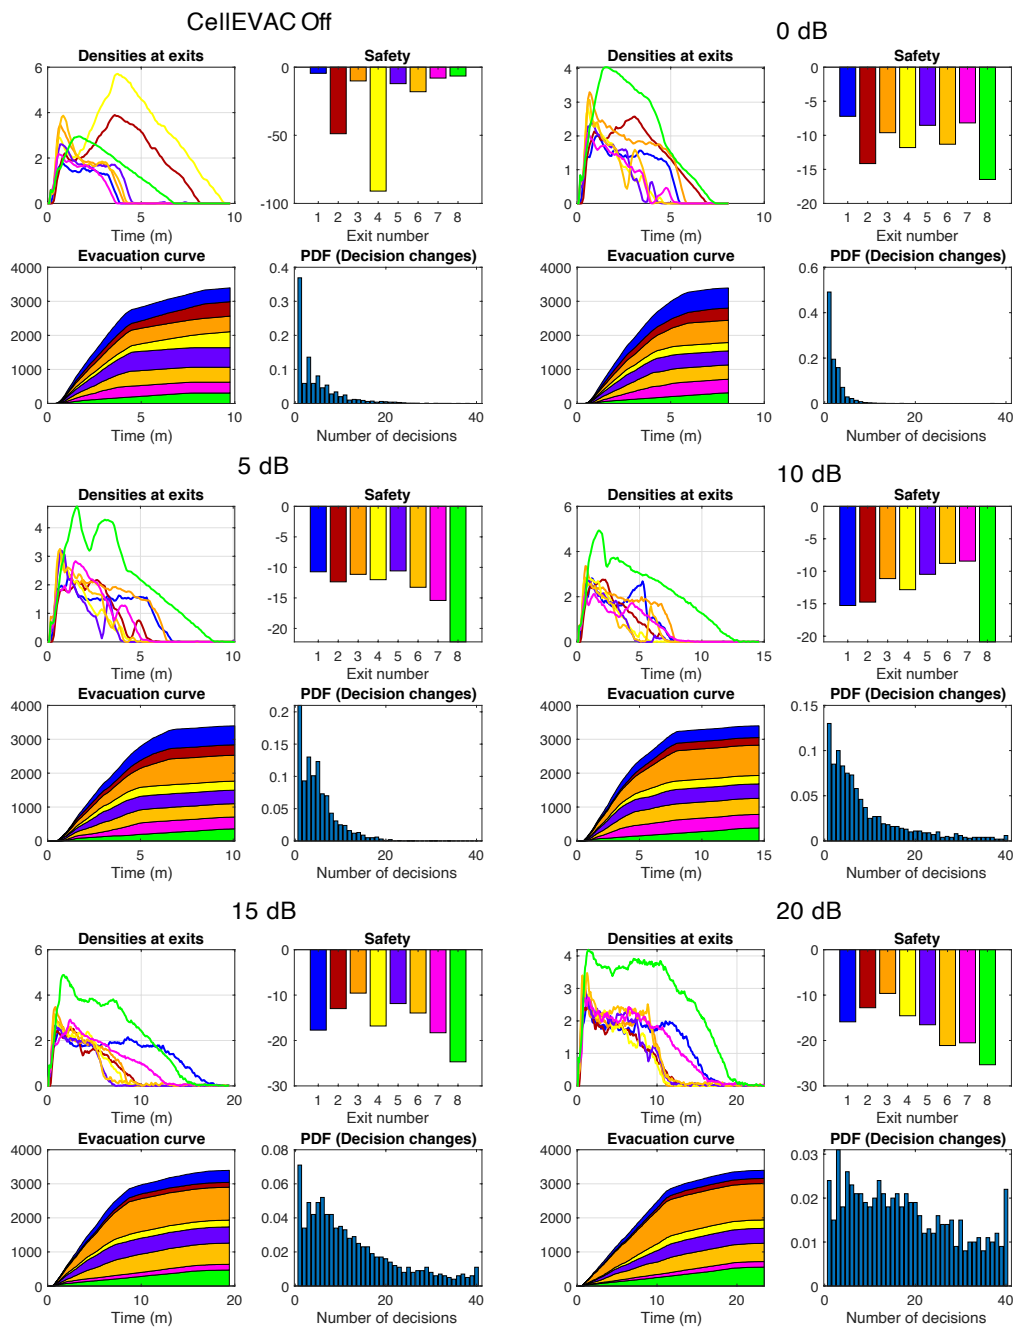 CellEVAC Off
0 dB
Densities at exits
Safety
Densities at exits
Safety
6
4
2
0
0
5
10
Time (m)
0
-50
-100
1 2 3 4 5 6 7 8
Exit number
4
3
2
1
0
0
5
10
Time (m)
0
-5
-10
-15
-20
1 2 3 4 5 6 7 8
Exit number
Evacuation curve
PDF (Decision changes)
Evacuation curve
PDF (Decision changes)
4000
3000
2000
1000
0
0
5
10
Time (m)
0.4
0.3
0.2
0.1
0
0
20
40
Number of decisions
4000
3000
2000
1000
0
0
5
10
Time (m)
0.6
0.4
0.2
0
0
20
40
Number of decisions
5 dB
10 dB
Densities at exits
Safety
Densities at exits
Safety
4
3
2
1
0
0
5
10
Time (m)
0
-5
-10
-15
-20
1 2 3 4 5 6 7 8
Exit number
6
4
2
0
0
5
10
15
Time (m)
0
-5
-10
-15
-20
1 2 3 4 5 6 7 8
Exit number
Evacuation curve
PDF (Decision changes)
Evacuation curve
PDF (Decision changes)
4000
3000
2000
1000
0
0
5
10
Time (m)
0.2
0.15
0.1
0.05
0
0
20
40
Number of decisions
4000
3000
2000
1000
0
0
5
10
15
Time (m)
0.15
0.1
0.05
0
0
20
40
Number of decisions
15 dB
20 dB
Densities at exits
Safety
Densities at exits
Safety
6
4
2
0
0
10
20
Time (m)
0
-10
-20
-30
1 2 3 4 5 6 7 8
Exit number
4
3
2
1
0
0
10
20
Time (m)
0
-10
-20
-30
1 2 3 4 5 6 7 8
Exit number
Evacuation curve
PDF (Decision changes)
Evacuation curve
PDF (Decision changes)
4000
3000
2000
1000
0
0
10
20
Time (m)
0.08
0.06
0.04
0.02
0
0
20
40
Number of decisions
4000
3000
2000
1000
0
0
10
20
Time (m)
0.03
0.02
0.01
0
0
20
40
Number of decisions